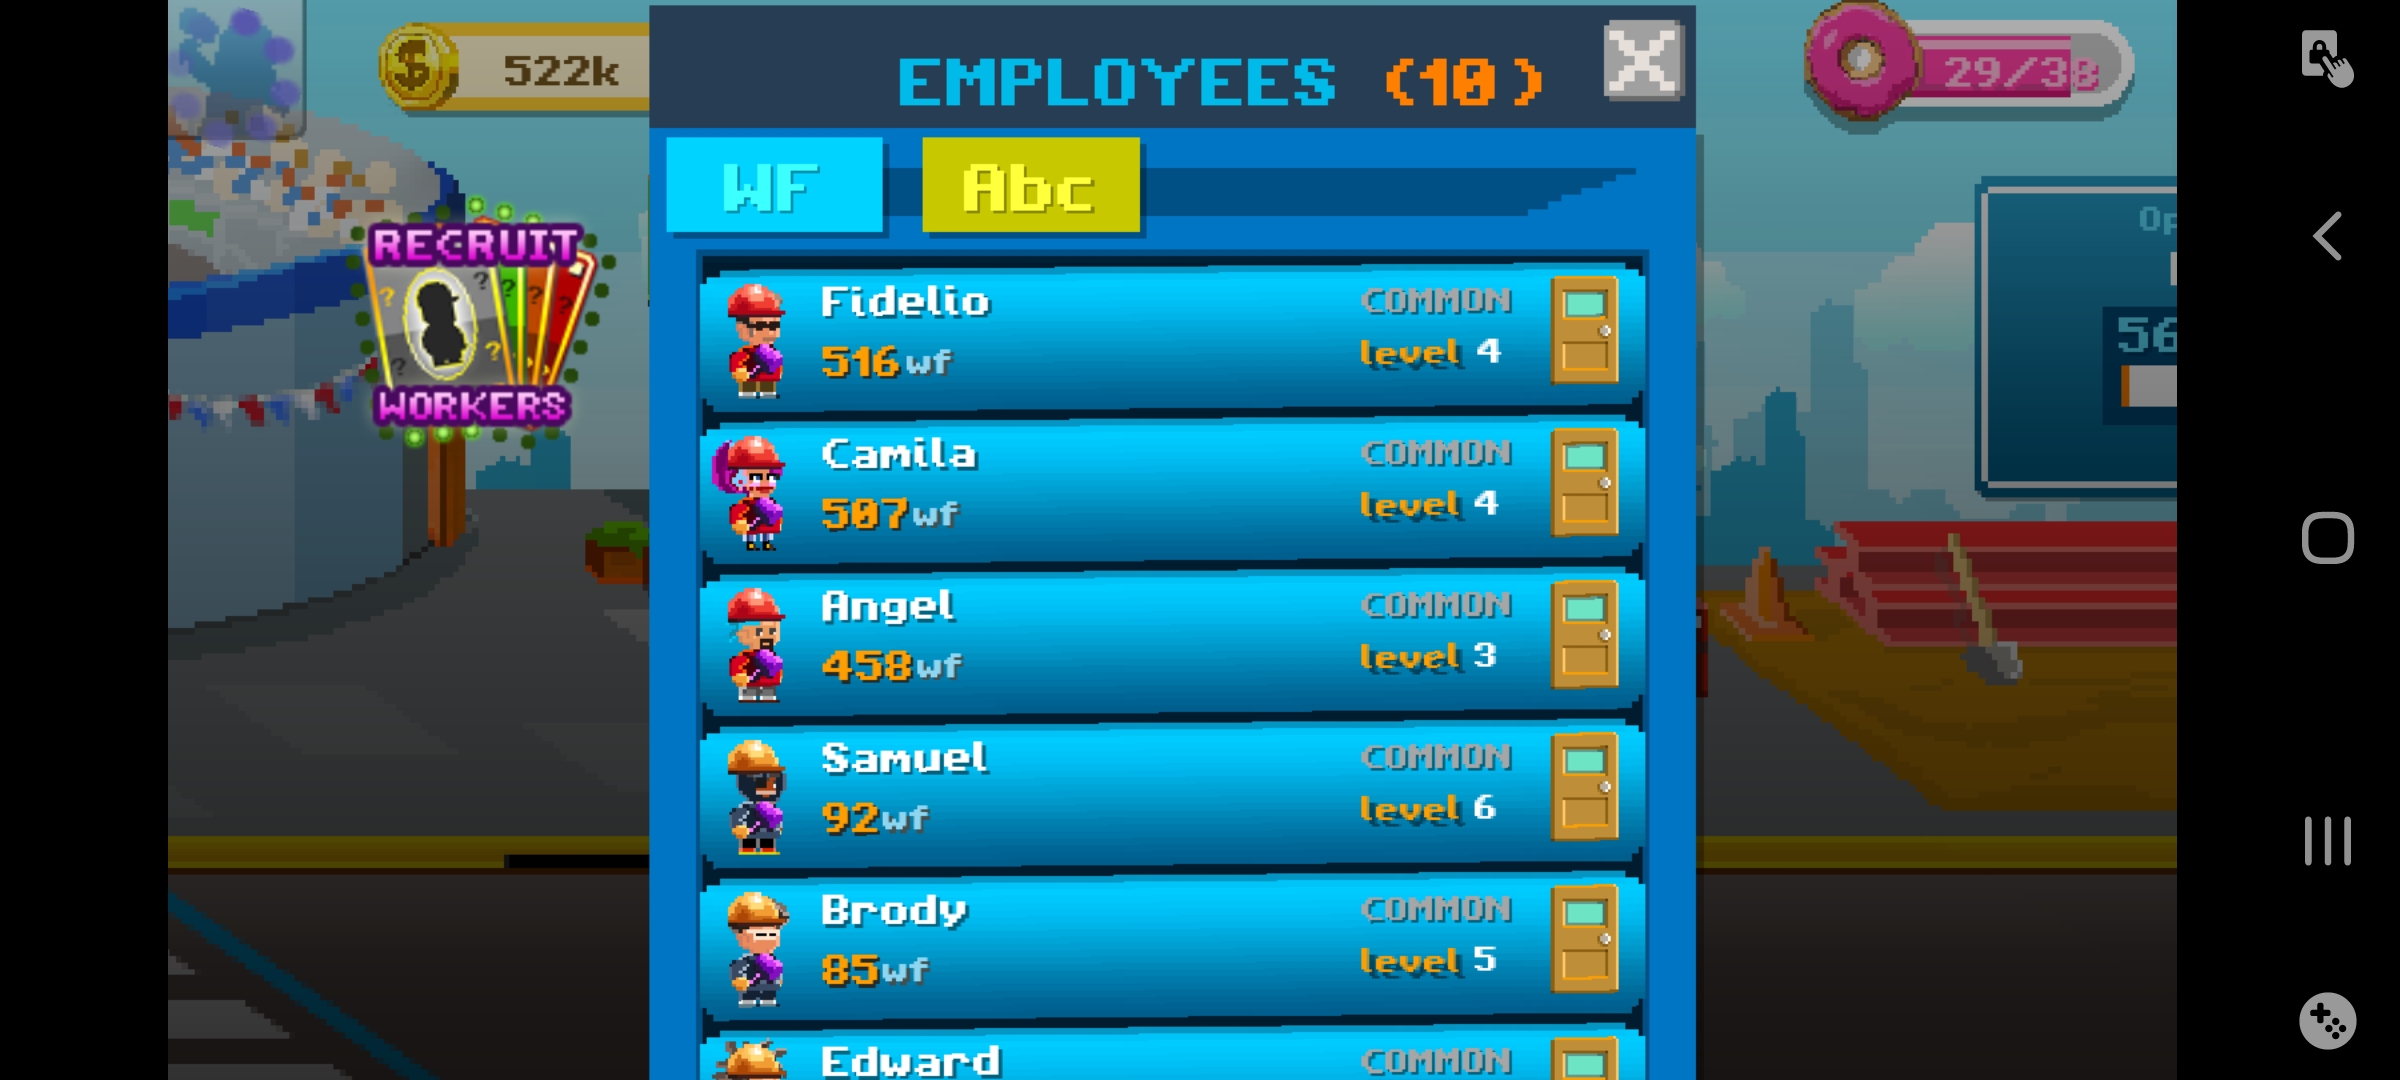 522k
EMPLOYEES (10)
29/38
WF
Abc
RECRUIT
WORKERS
Fidelio
COMMON
516wf
level 4
Camila
COMMON
507wf
level 4
Angel
COMMON
458wf
level 3
Samuel
COMMON
92wf
level 6
Brody
COMMON
85wf
level 5
Edward
COMMON
Op
56